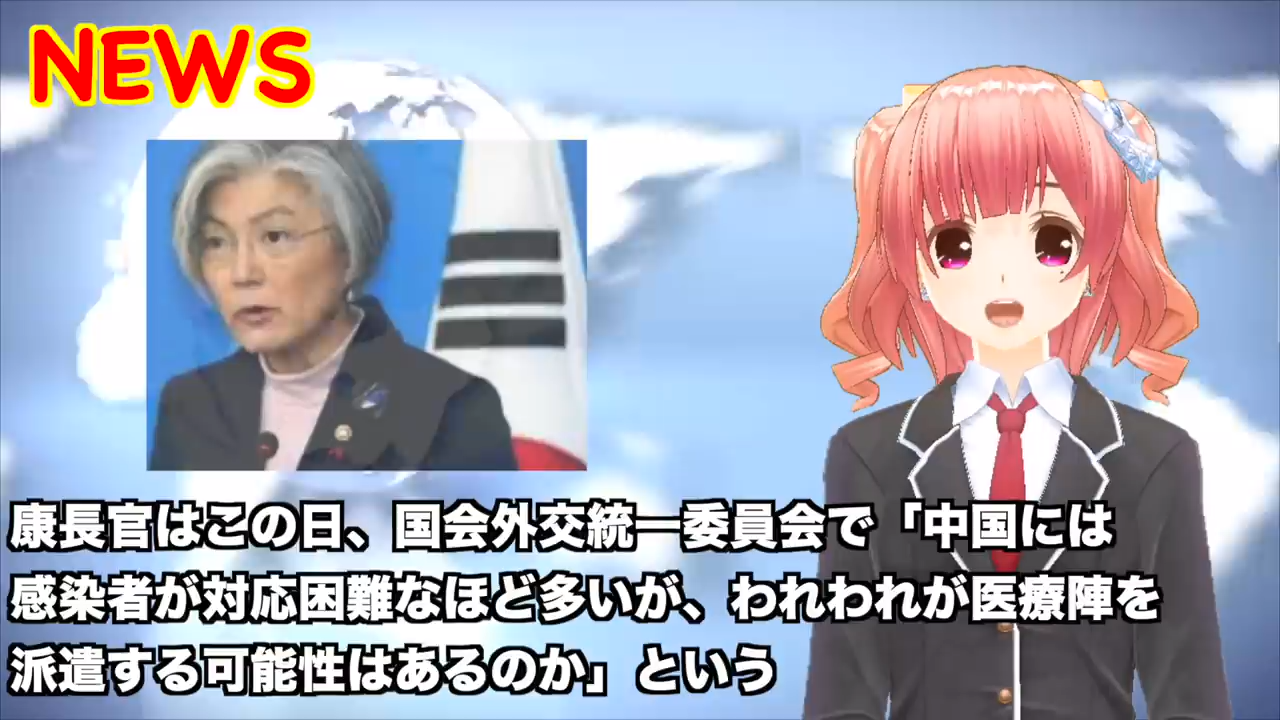 NEWS
康長官はこの日、国会外交統一委員会で「中国には
感染者が対応困難なほど多いが、われわれが医療陣を
派遣する可能性はあるのか」という